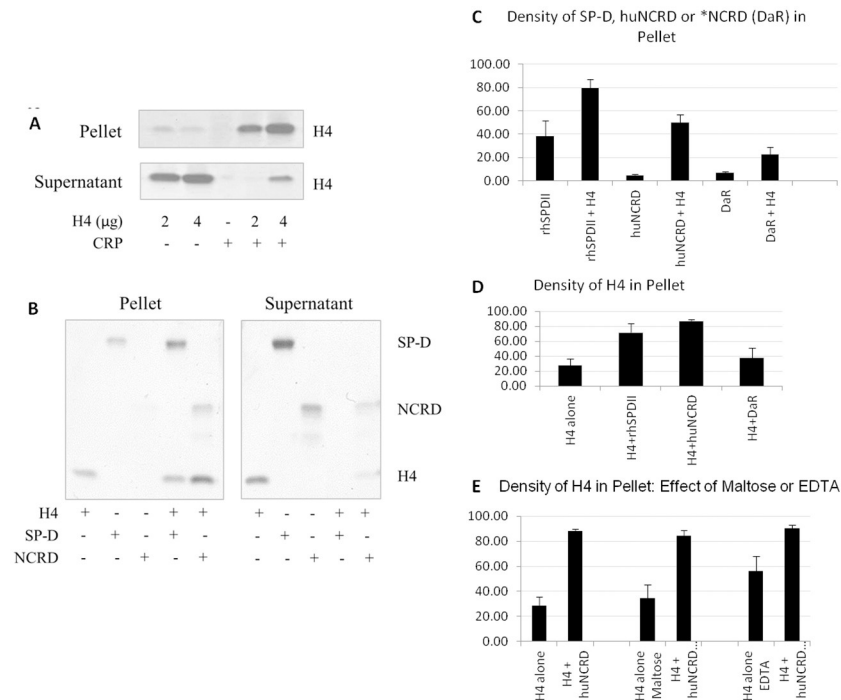 A
Pellet H4
Supernatant H4
H4 (µg) 2 4 - 2 4
CRP - - + + +
B
Pellet Supernatant
SP-D
NCRD
H4
H4 + - - + + + - - + +
SP-D - + - + - - + - + -
NCRD - - + - + - - + - +
C Density of SP-D, huNCRD or *NCRD (DaR) in
Pellet
100.00
80.00
60.00
40.00
20.00
0.00
rhSPDII
rhSPDII + H4
huNCRD
huNCRD + H4
DaR
DaR + H4
D Density of H4 in Pellet
100.00
80.00
60.00
40.00
20.00
0.00
H4 alone
H4+rhSPDII
H4+huNCRD
H4+DaR
E Density of H4 in Pellet: Effect of Maltose or EDTA
100.00
80.00
60.00
40.00
20.00
0.00
H4 alone
H4 +
huNCRD
H4 alone
Maltose
H4 +
huNCRD...
H4 alone
EDTA
H4 +
huNCRD...